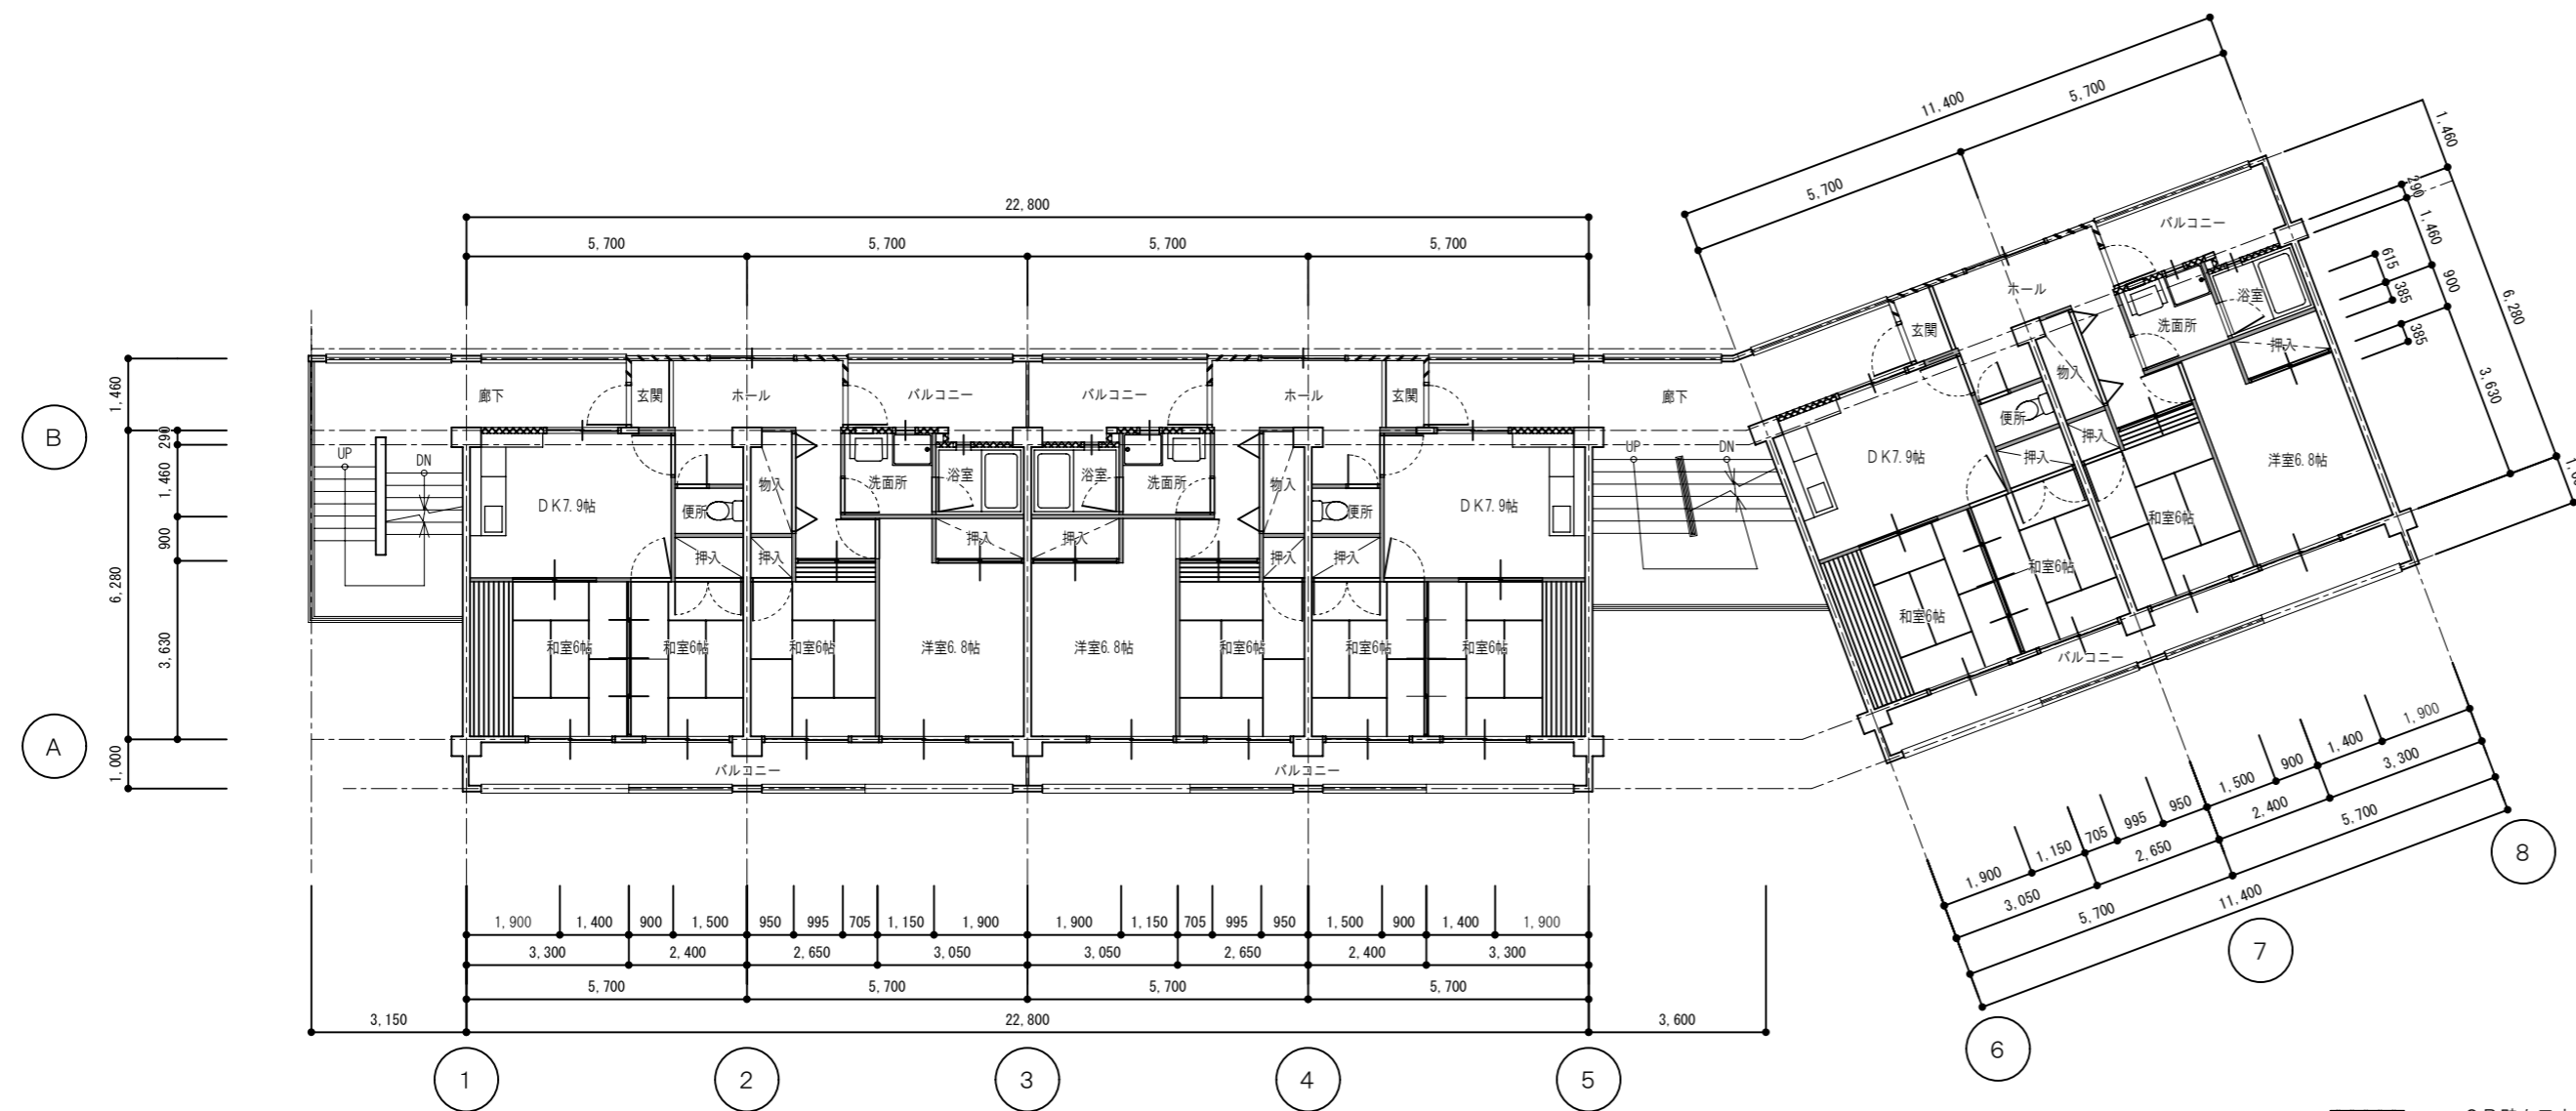 11,400
5,700
5,700
1,460
290
1,460
615
385
900
385
6,280
3,630
22,800
5,700
5,700
5,700
5,700
バルコニー
ホール
浴室
玄関
洗面所
押入
物入
便所
押入
押入
DK7.9帖
洋室6.8帖
和室6帖
和室6帖
和室6帖
バルコニー
B
A
1,460
290
1,460
900
6,280
3,630
1,000
廊下
玄関
ホール
バルコニー
バルコニー
ホール
玄関
廊下
UP
DN
DK7.9帖
便所
物入
洗面所
浴室
浴室
洗面所
物入
便所
DK7.9帖
UP
DN
押入
押入
押入
押入
押入
押入
和室6帖
和室6帖
和室6帖
洋室6.8帖
洋室6.8帖
和室6帖
和室6帖
和室6帖
バルコニー
バルコニー
1,900
1,400
900
1,500
950
995
705
1,150
1,900
1,900
1,150
705
995
950
1,500
900
1,400
1,900
3,300
2,400
2,650
3,050
3,050
2,650
2,400
3,300
5,700
5,700
5,700
5,700
3,150
22,800
3,600
1,900
1,150
705
995
950
1,500
900
1,400
1,900
3,050
2,650
2,400
3,300
5,700
5,700
11,400
1
2
3
4
5
6
7
8